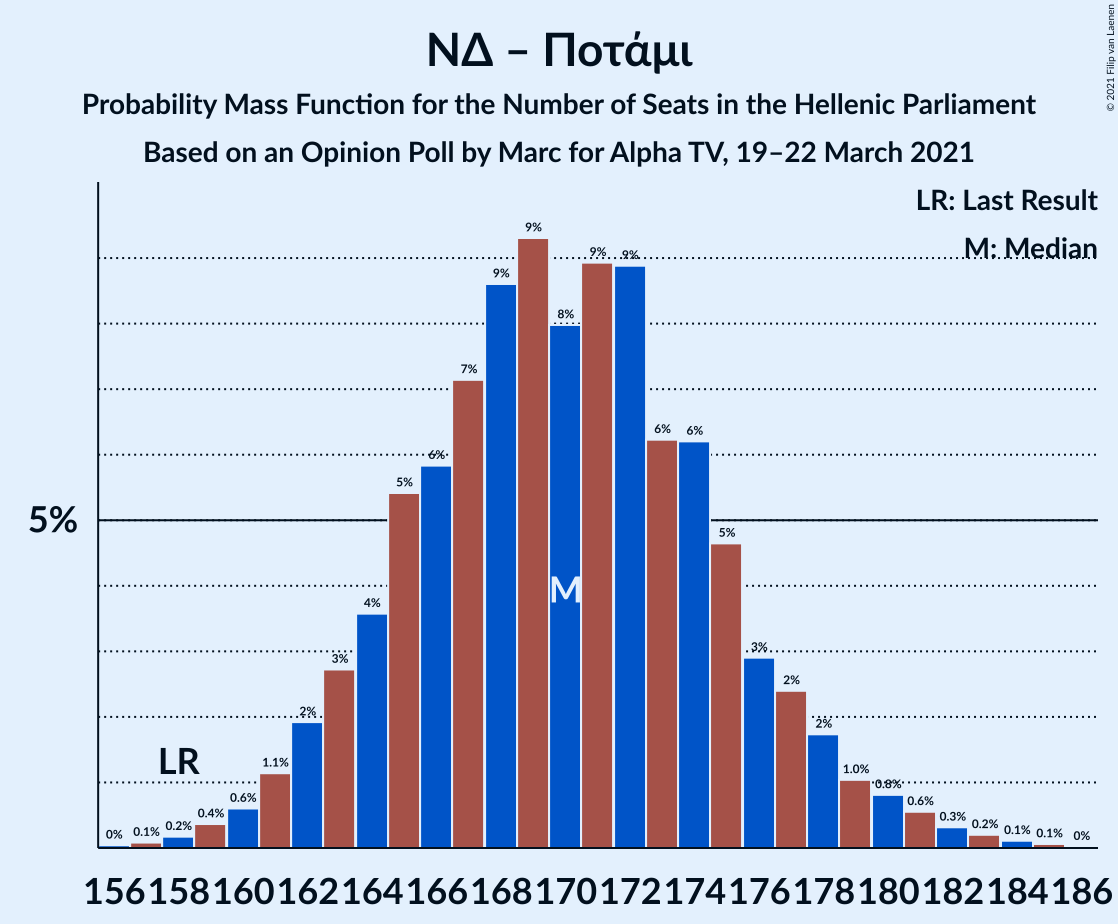 ΝΔ – Ποτάμι
Probability Mass Function for the Number of Seats in the Hellenic Parliament
Based on an Opinion Poll by Marc for Alpha TV, 19–22 March 2021
© 2021 Filip van Laenen
LR: Last Result
M: Median
5%
0% 0.1% 0.2% 0.4% 0.6% 1.1% 2% 3% 4% 5% 6% 7% 9% 9% 8% 9% 9% 6% 6% 5% 3% 2% 2% 1.0% 0.8% 0.6% 0.3% 0.2% 0.1% 0.1% 0%
LR
M
156 158 160 162 164 166 168 170 172 174 176 178 180 182 184 186